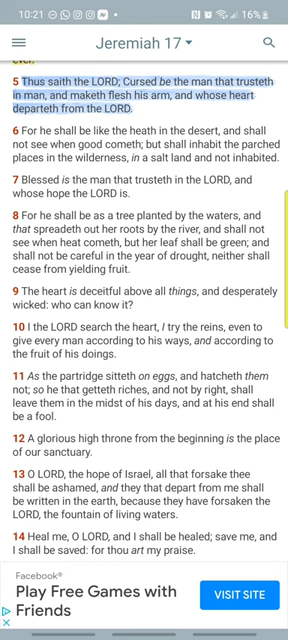 10:21
16%
Jeremiah 17
ever.
5 Thus saith the LORD; Cursed be the man that trusteth
in man, and maketh flesh his arm, and whose heart
departeth from the LORD.
6 For he shall be like the heath in the desert, and shall
not see when good cometh; but shall inhabit the parched
places in the wilderness, in a salt land and not inhabited.
7 Blessed is the man that trusteth in the LORD, and
whose hope the LORD is.
8 For he shall be as a tree planted by the waters, and
that spreadeth out her roots by the river, and shall not
see when heat cometh, but her leaf shall be green; and
shall not be careful in the year of drought, neither shall
cease from yielding fruit.
9 The heart is deceitful above all things, and desperately
wicked: who can know it?
10 I the LORD search the heart, I try the reins, even to
give every man according to his ways, and according to
the fruit of his doings.
11 As the partridge sitteth on eggs, and hatcheth them
not; so he that getteth riches, and not by right, shall
leave them in the midst of his days, and at his end shall
be a fool.
12 A glorious high throne from the beginning is the place
of our sanctuary.
13 O LORD, the hope of Israel, all that forsake thee
shall be ashamed, and they that depart from me shall
be written in the earth, because they have forsaken the
LORD, the fountain of living waters.
14 Heal me, O LORD, and I shall be healed; save me, and
I shall be saved: for thou art my praise.
Facebook®
Play Free Games with
Friends
VISIT SITE